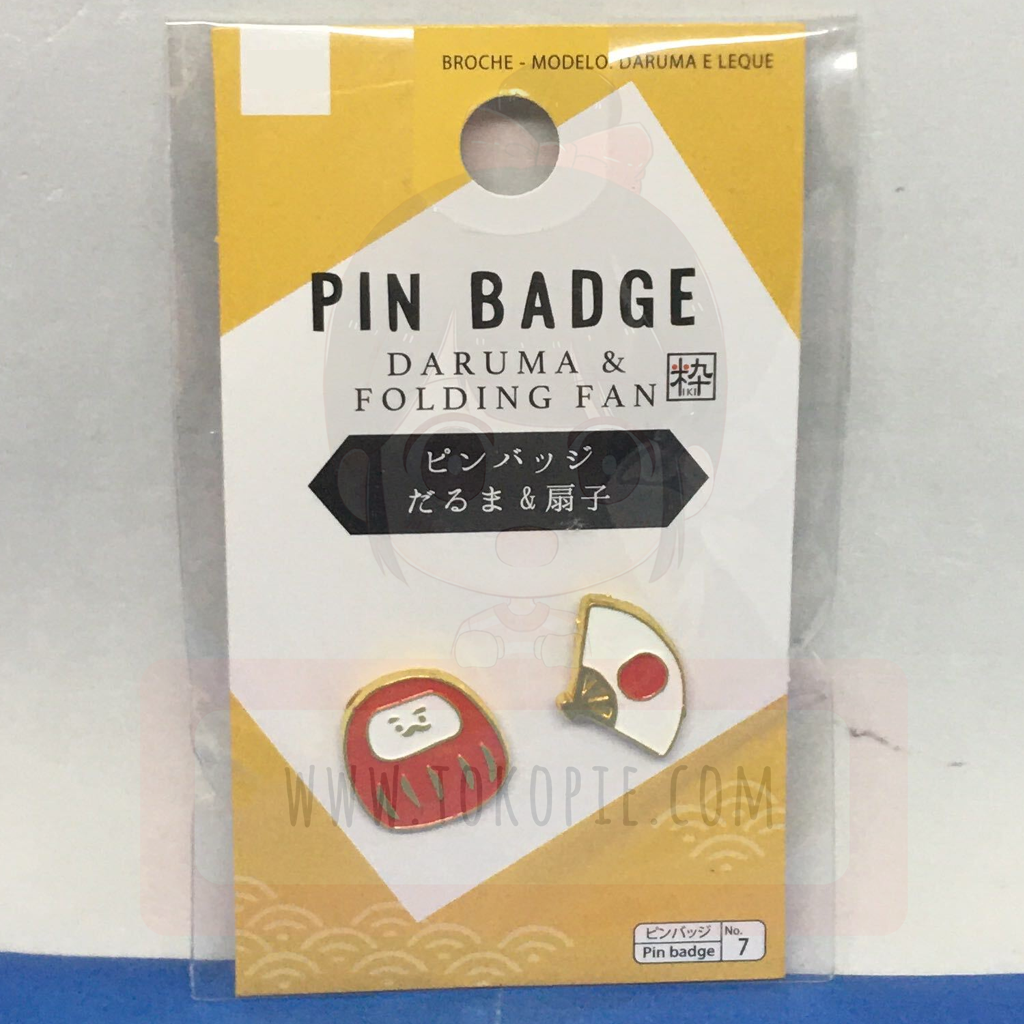 BROCHE - MODELO. DARUMA E LEQUE
PIN BADGE
DARUMA &
FOLDING FAN
粋
IKI
ピンバッジ
だるま&扇子
WWW.TOKOPIE.COM
ピンバッジ
Pin badge
No.
7